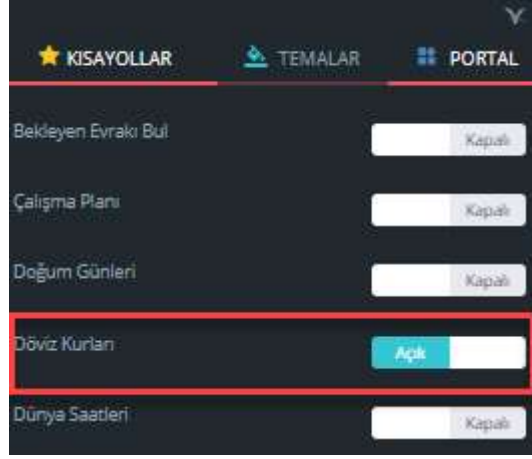 KISAYOLLAR TEMALAR PORTAL
Bekleyen Evrakı Bul Kapalı
Çalışma Planı Kapalı
Doğum Günleri Kapalı
Döviz Kurları Açık
Dünya Saatleri Kapalı